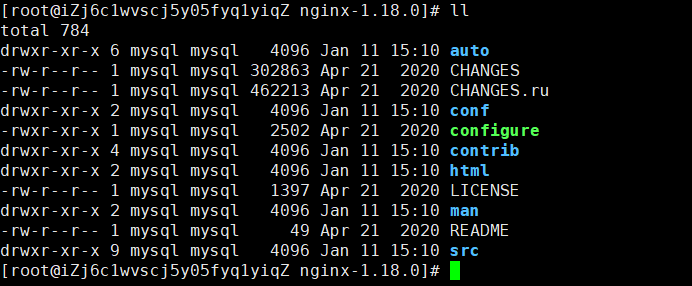 [root@iZj6c1wvscj5y05fyq1yiqZ nginx-1.18.0]# ll
total 784
drwxr-xr-x 6 mysql mysql   4096 Jan 11 15:10 auto
-rw-r--r-- 1 mysql mysql 302863 Apr 21  2020 CHANGES
-rw-r--r-- 1 mysql mysql 462213 Apr 21  2020 CHANGES.ru
drwxr-xr-x 2 mysql mysql   4096 Jan 11 15:10 conf
-rwxr-xr-x 1 mysql mysql   2502 Apr 21  2020 configure
drwxr-xr-x 4 mysql mysql   4096 Jan 11 15:10 contrib
drwxr-xr-x 2 mysql mysql   4096 Jan 11 15:10 html
-rw-r--r-- 1 mysql mysql   1397 Apr 21  2020 LICENSE
drwxr-xr-x 2 mysql mysql   4096 Jan 11 15:10 man
-rw-r--r-- 1 mysql mysql     49 Apr 21  2020 README
drwxr-xr-x 9 mysql mysql   4096 Jan 11 15:10 src
[root@iZj6c1wvscj5y05fyq1yiqZ nginx-1.18.0]#